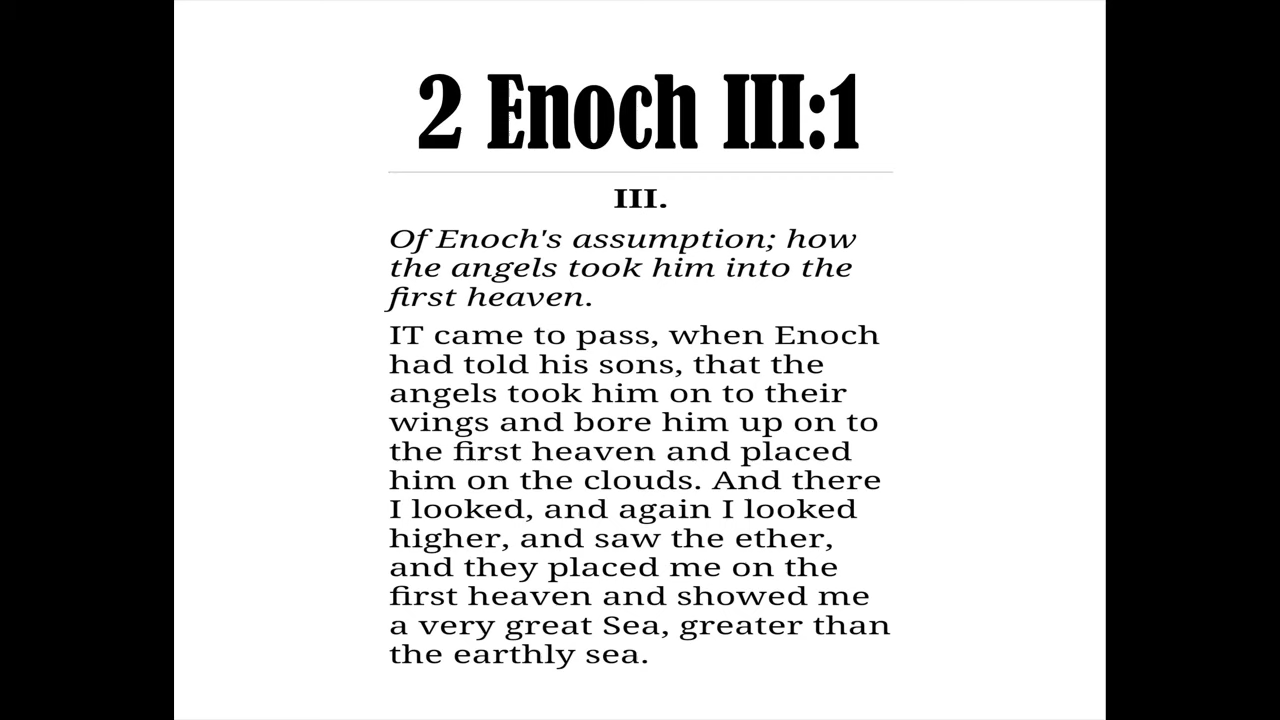 2 Enoch III:1
III.
Of Enoch's assumption; how
the angels took him into the
first heaven.
IT came to pass, when Enoch
had told his sons, that the
angels took him on to their
wings and bore him up on to
the first heaven and placed
him on the clouds. And there
I looked, and again I looked
higher, and saw the ether,
and they placed me on the
first heaven and showed me
a very great Sea, greater than
the earthly sea.